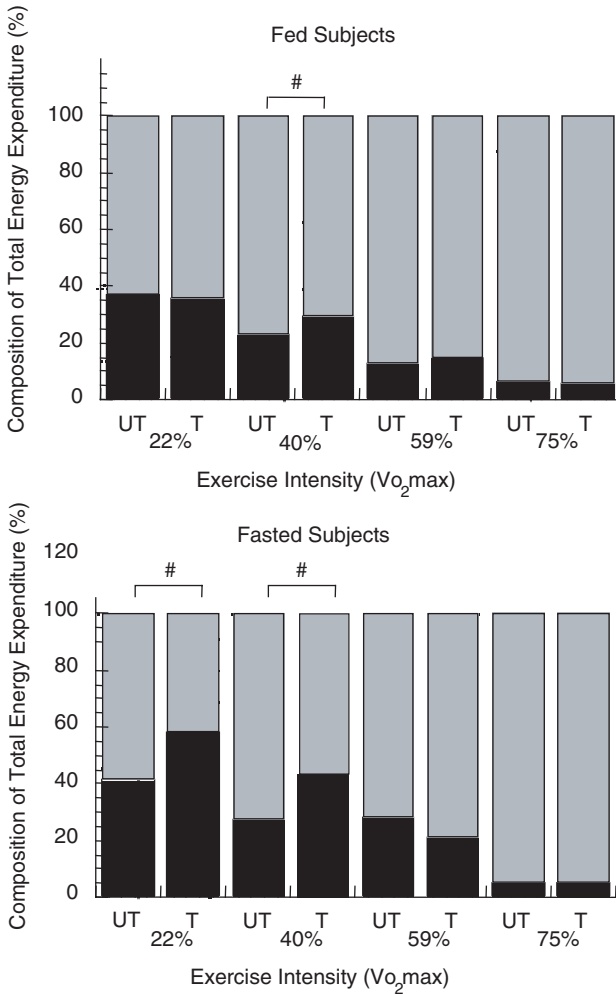 Fed Subjects
Composition of Total Energy Expenditure (%)
#
100
80
60
40
20
0
UT T UT T UT T UT T
22% 40% 59% 75%
Exercise Intensity (Vo2max)
Fasted Subjects
Composition of Total Energy Expenditure (%)
120
# #
100
80
60
40
20
0
UT T UT T UT T UT T
22% 40% 59% 75%
Exercise Intensity (Vo2max)